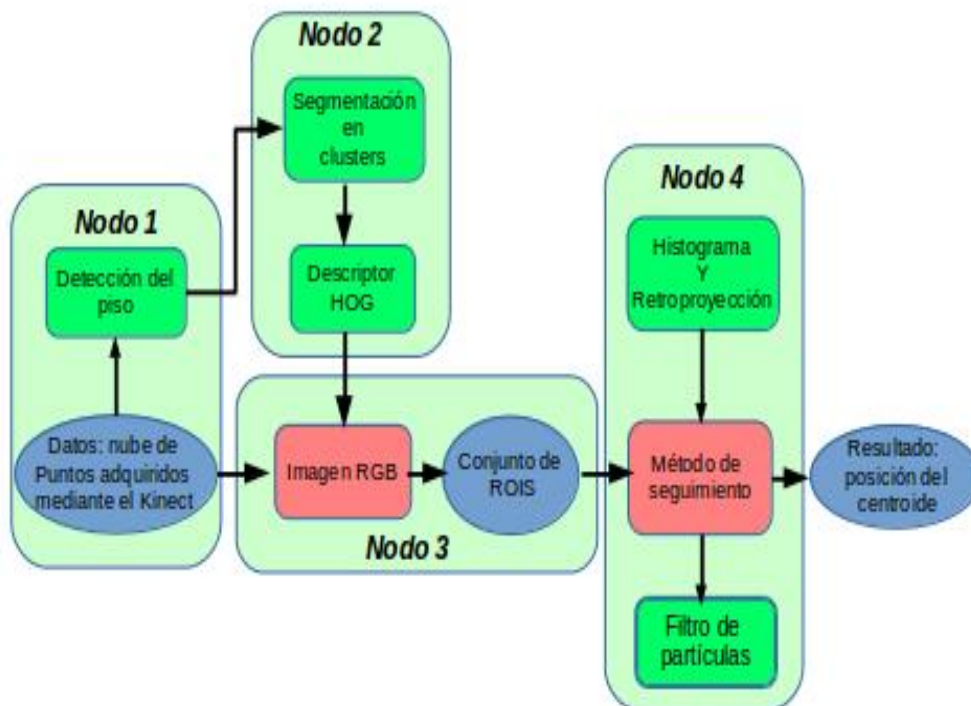 Nodo 1
Detección del
piso
Datos: nube de
Puntos adquiridos
mediante el Kinect
Nodo 2
Segmentación
en
clusters
Descriptor
HOG
Imagen RGB
Conjunto de
ROIS
Nodo 3
Nodo 4
Histograma
Y
Retroproyección
Método de
seguimiento
Filtro de
partículas
Resultado:
posición del
centroide